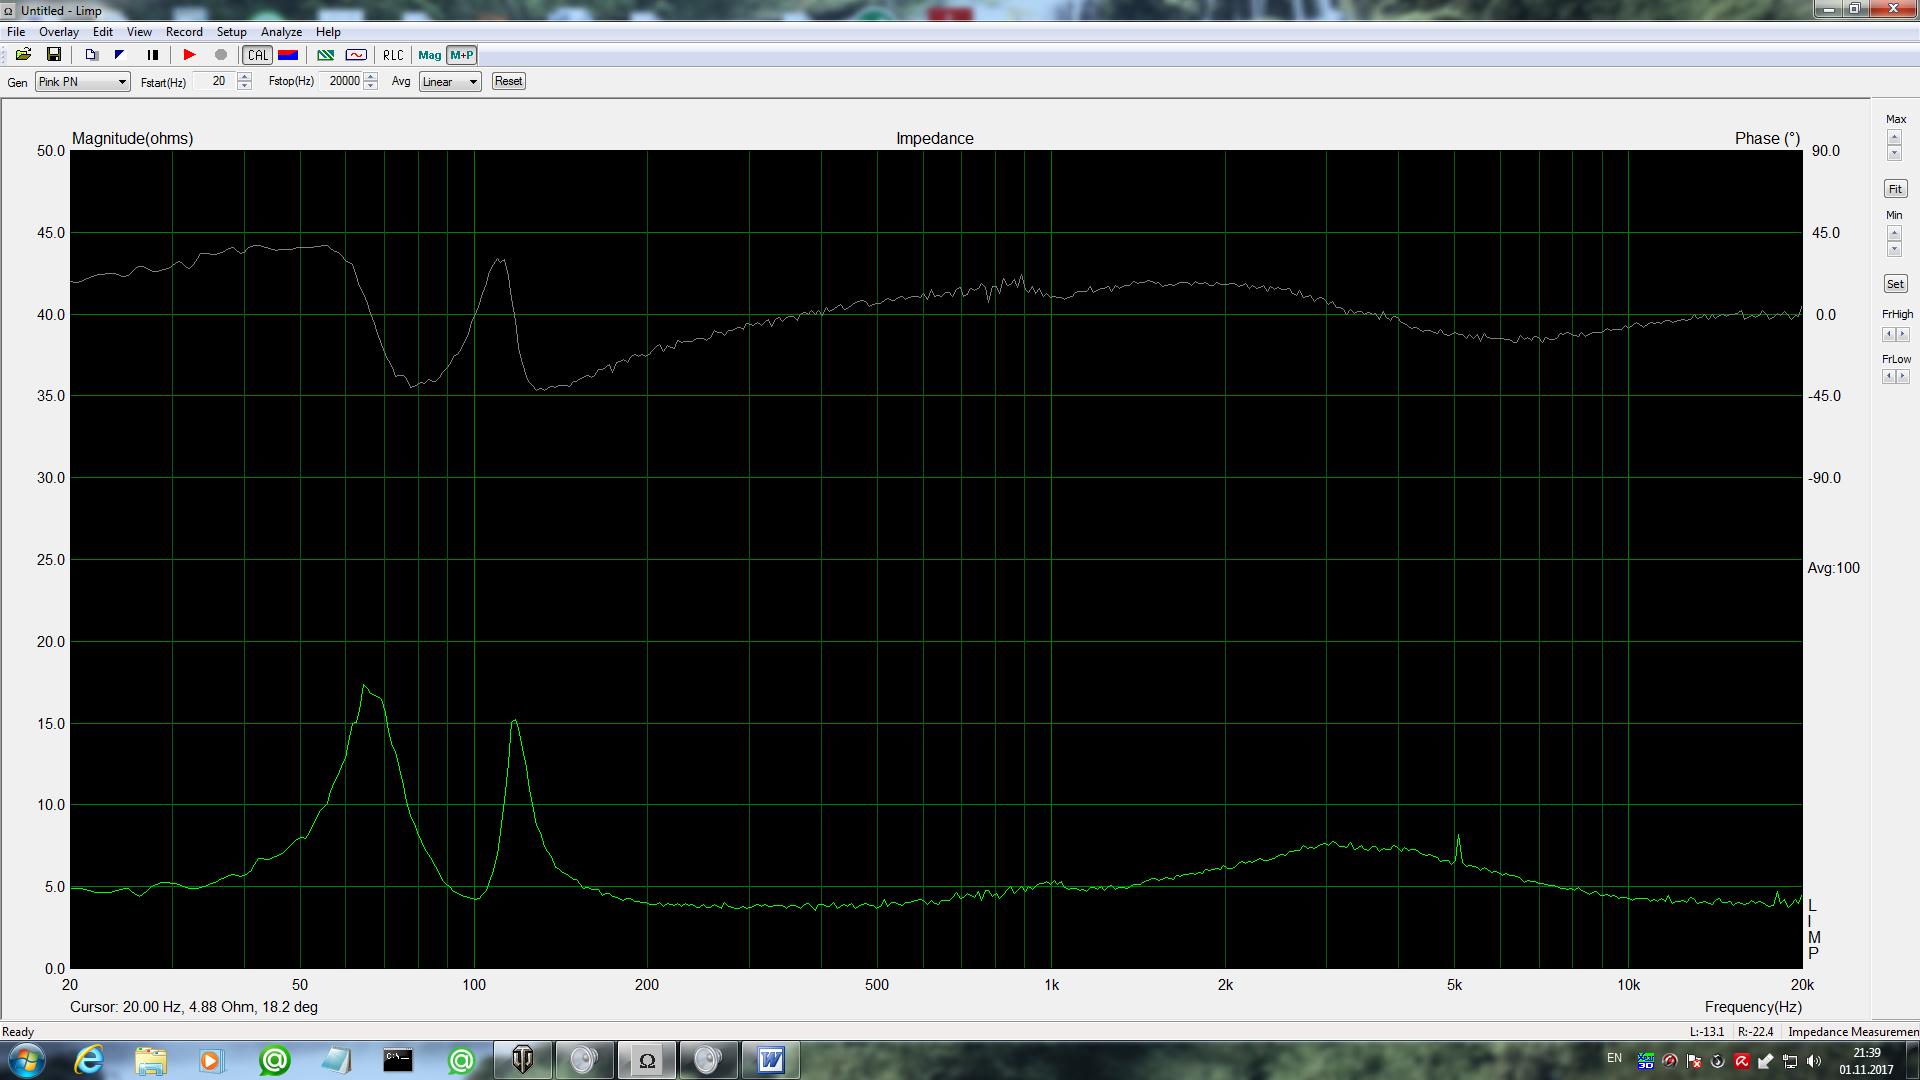 Untitled - Limp
File Overlay Edit View Record Setup Analyze Help
CAL RLC Mag M+P
Gen Pink PN Fstart(Hz) 20 Fstop(Hz) 20000 Avg Linear Reset
Magnitude(ohms) Impedance Phase (°)
50.0 90.0
45.0 45.0
40.0 0.0
35.0 -45.0
30.0 -90.0
25.0
Avg:100
20.0
15.0
10.0
5.0
0.0
L
I
M
P
20 50 100 200 500 1k 2k 5k 10k 20k
Cursor: 20.00 Hz, 4.88 Ohm, 18.2 deg Frequency(Hz)
Max
Fit
Min
Set
FrHigh
FrLow
Ready L:-13.1 R:-22.4 Impedance Measuremen
EN 21:39
01.11.2017